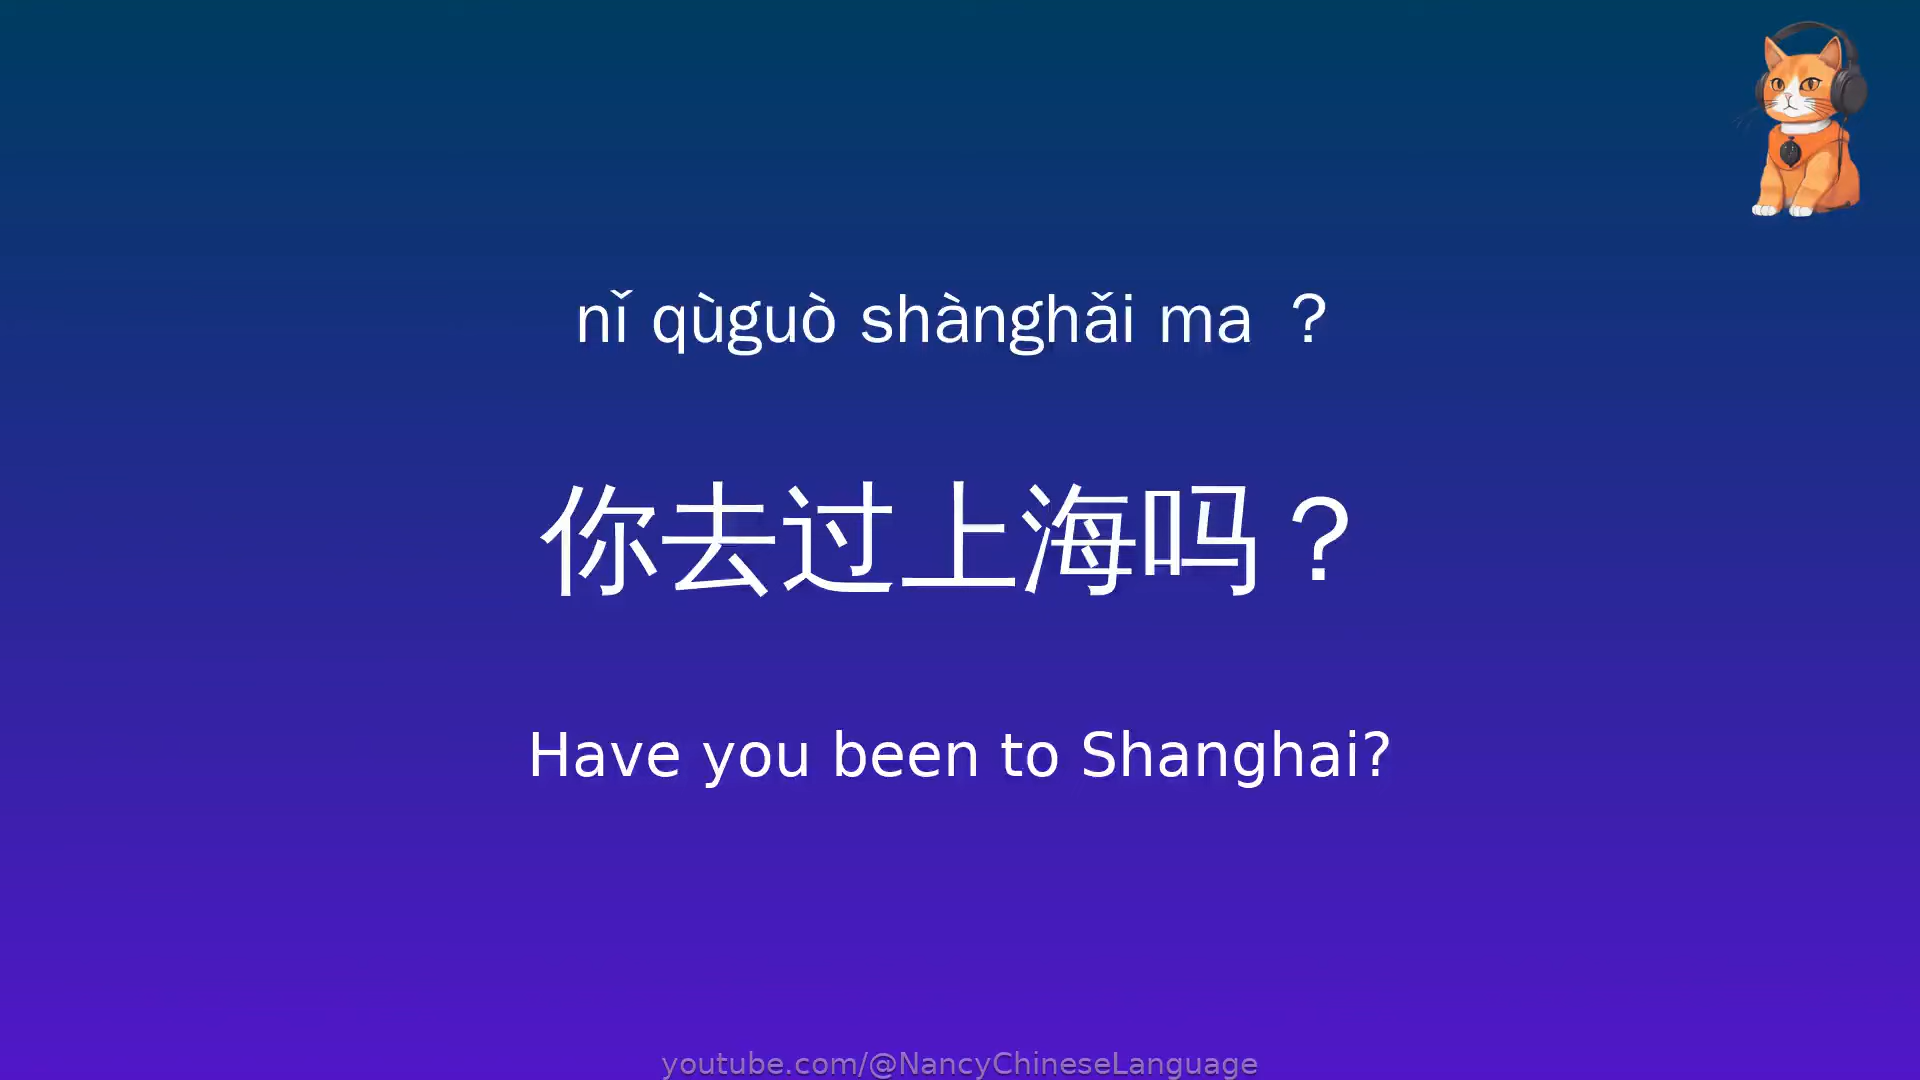 nǐ qùguò shànghǎi ma ？
你去过上海吗？
Have you been to Shanghai?
youtube.com/@NancyChineseLanguage